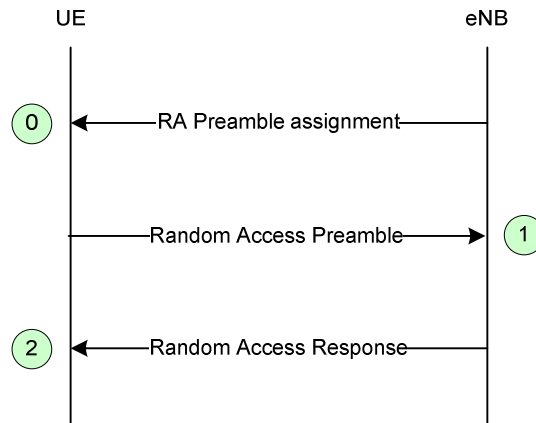 UE
eNB
0
RA Preamble assignment
Random Access Preamble
1
2
Random Access Response